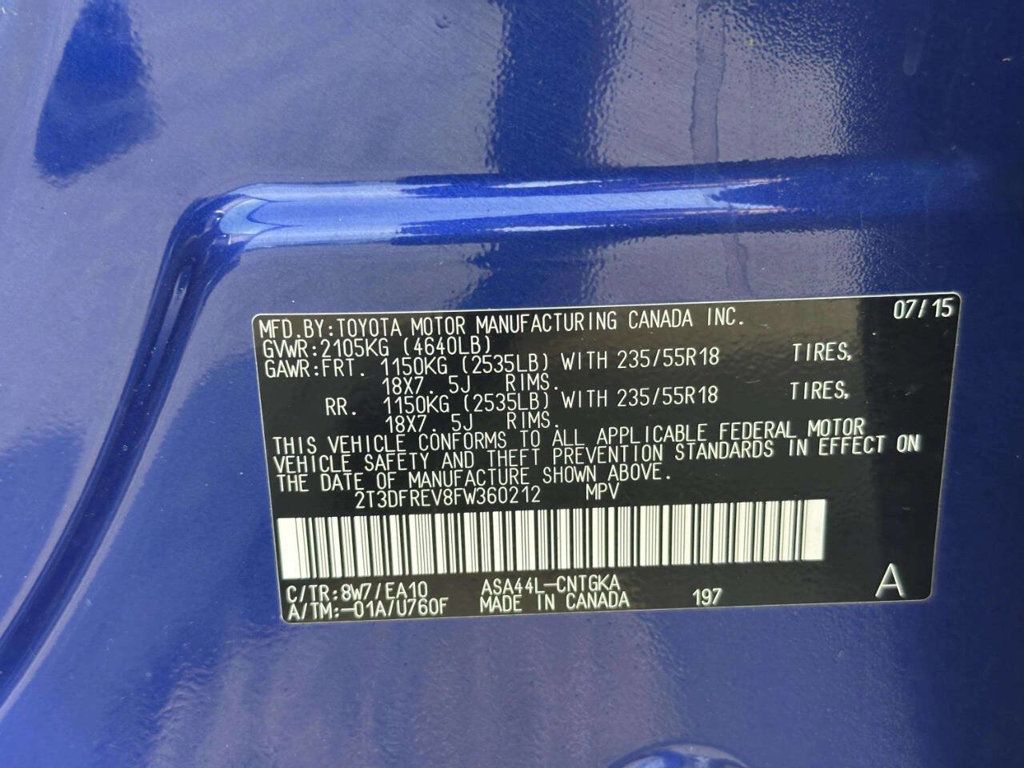 MFD.BY:TOYOTA MOTOR MANUFACTURING CANADA INC. 07/15
GVWR:2105KG (4640LB)
GAWR:FRT. 1150KG (2535LB) WITH 235/55R18 TIRES,
18X7.5J RIMS.
RR. 1150KG (2535LB) WITH 235/55R18 TIRES,
18X7.5J RIMS.
THIS VEHICLE CONFORMS TO ALL APPLICABLE FEDERAL MOTOR
VEHICLE SAFETY AND THEFT PREVENTION STANDARDS IN EFFECT ON
THE DATE OF MANUFACTURE SHOWN ABOVE.
2T3DFREV8FW360212 MPV
C/TR:8W7/EA10 ASA44L-CNTGKA
A/TM:-01A/U760F MADE IN CANADA 197 A